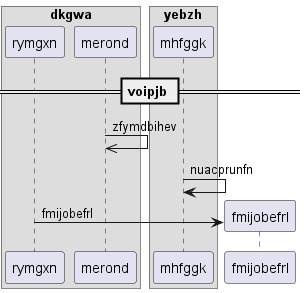 dkgwa yebzh
rymgxn merond mhfggk
voipjb
zfymdbihev
nuacprunfn
fmijobefrl fmijobefrl
rymgxn merond mhfggk fmijobefrl